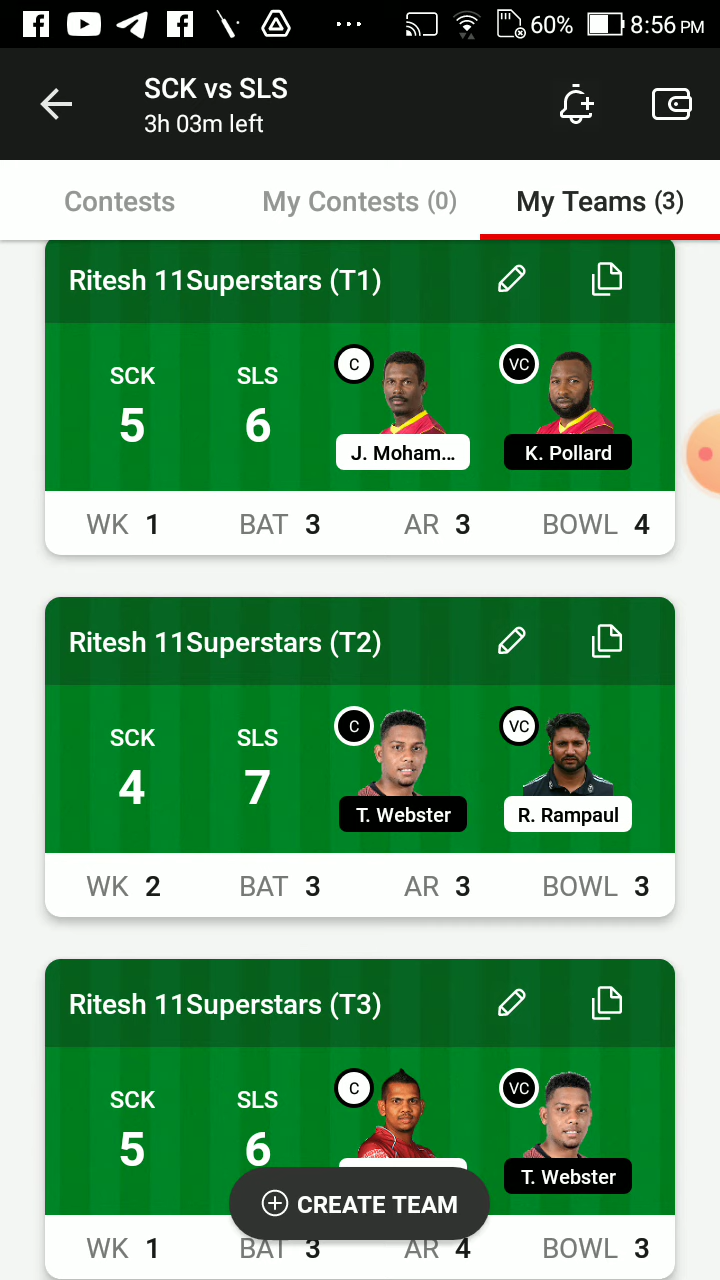 60% 8:56 PM
SCK vs SLS
3h 03m left
Contests My Contests (0) My Teams (3)
Ritesh 11Superstars (T1)
SCK SLS C VC
5 6
J. Moham... K. Pollard
WK 1 BAT 3 AR 3 BOWL 4
Ritesh 11Superstars (T2)
SCK SLS C VC
4 7
T. Webster R. Rampaul
WK 2 BAT 3 AR 3 BOWL 3
Ritesh 11Superstars (T3)
SCK SLS C VC
5 6
T. Webster
CREATE TEAM
WK 1 BAT 3 AR 4 BOWL 3